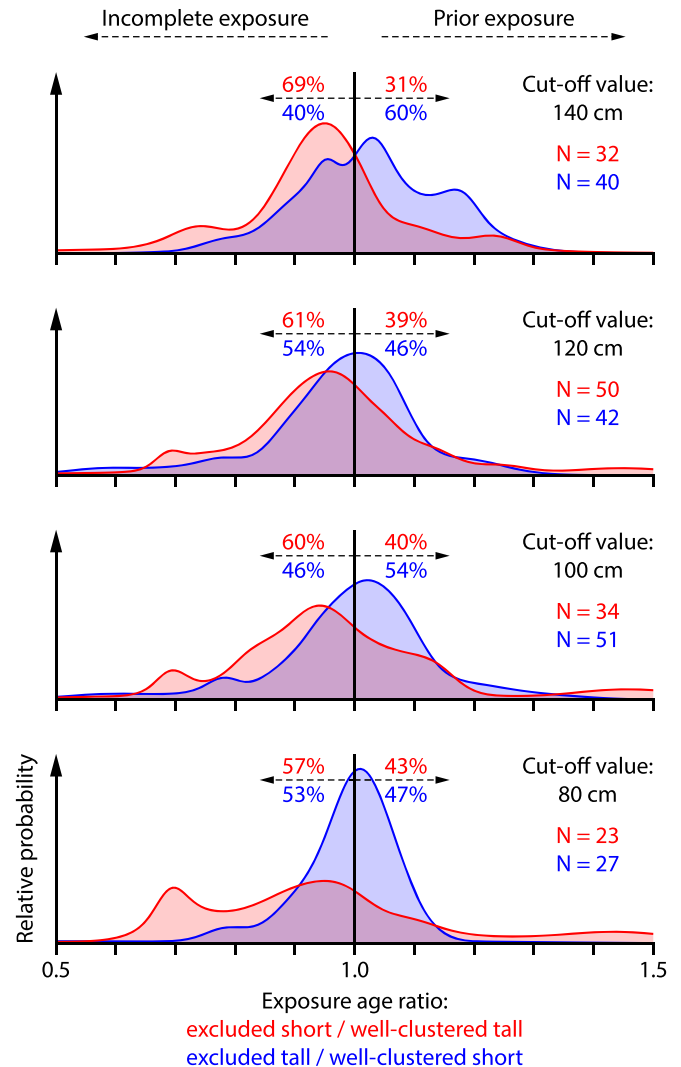 Incomplete exposure Prior exposure
69% 31% Cut-off value:
40% 60% 140 cm
N = 32
N = 40
61% 39% Cut-off value:
54% 46% 120 cm
N = 50
N = 42
60% 40% Cut-off value:
46% 54% 100 cm
N = 34
N = 51
57% 43% Cut-off value:
53% 47% 80 cm
N = 23
N = 27
Relative probability
0.5 1.0 1.5
Exposure age ratio:
excluded short / well-clustered tall
excluded tall / well-clustered short